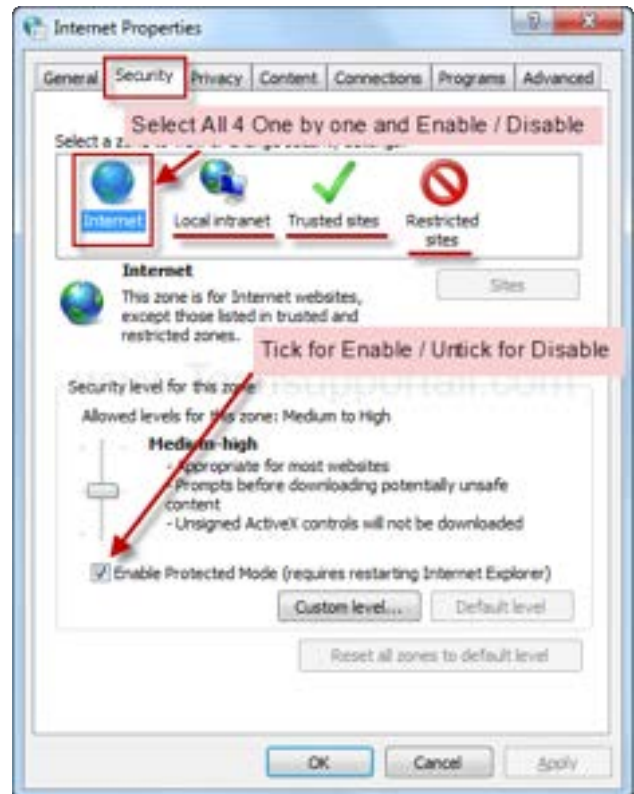 Internet Properties
General Security Privacy Content Connections Programs Advanced
Select All 4 One by one and Enable / Disable
Select a
Internet
Local intranet
Trusted sites
Restricted
sites
Internet
This zone is for Internet websites,
except those listed in trusted and
restricted zones.
Sites
Tick for Enable / Untick for Disable
Security level for this zone
Allowed levels for this zone: Medium to High
Medium-high
- Appropriate for most websites
- Prompts before downloading potentially unsafe
content
- Unsigned ActiveX controls will not be downloaded
Enable Protected Mode (requires restarting Internet Explorer)
Custom level... Default level
Reset all zones to default level
OK Cancel Apply